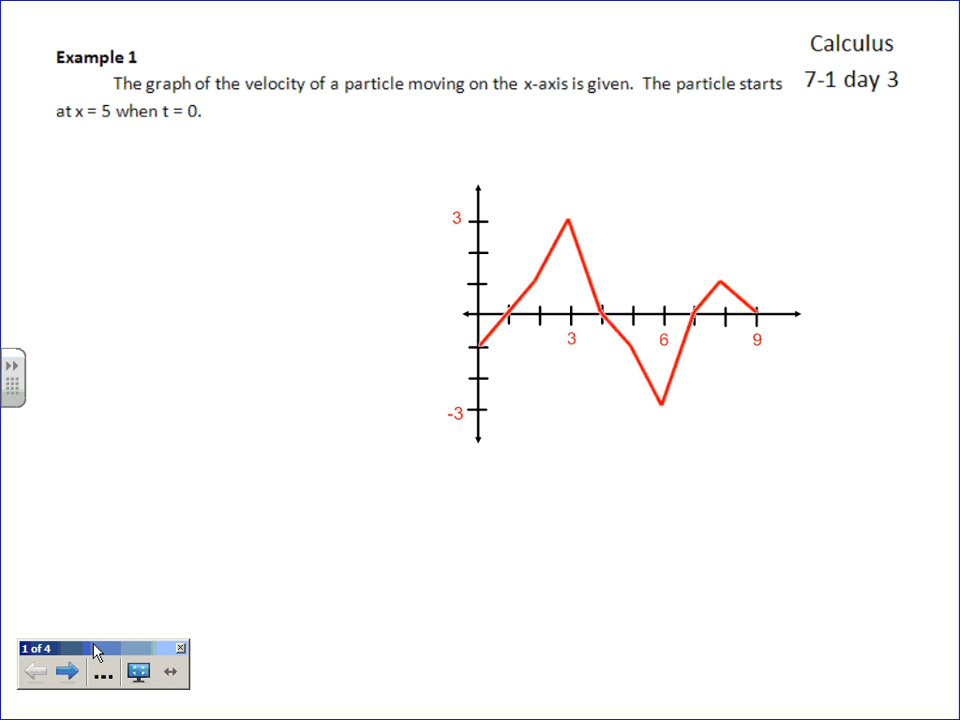 Calculus
7-1 day 3
Example 1
The graph of the velocity of a particle moving on the x-axis is given. The particle starts
at x = 5 when t = 0.
3
3
6
9
-3
1 of 4